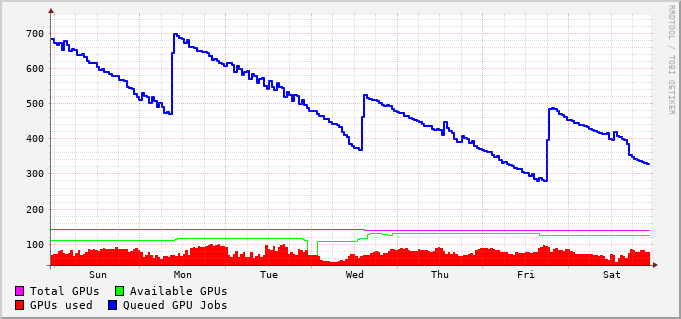 RRDTOOL / TOBI OETIKER
700
600
500
400
300
200
100
Sun Mon Tue Wed Thu Fri Sat
Total GPUs Available GPUs
GPUs used Queued GPU Jobs